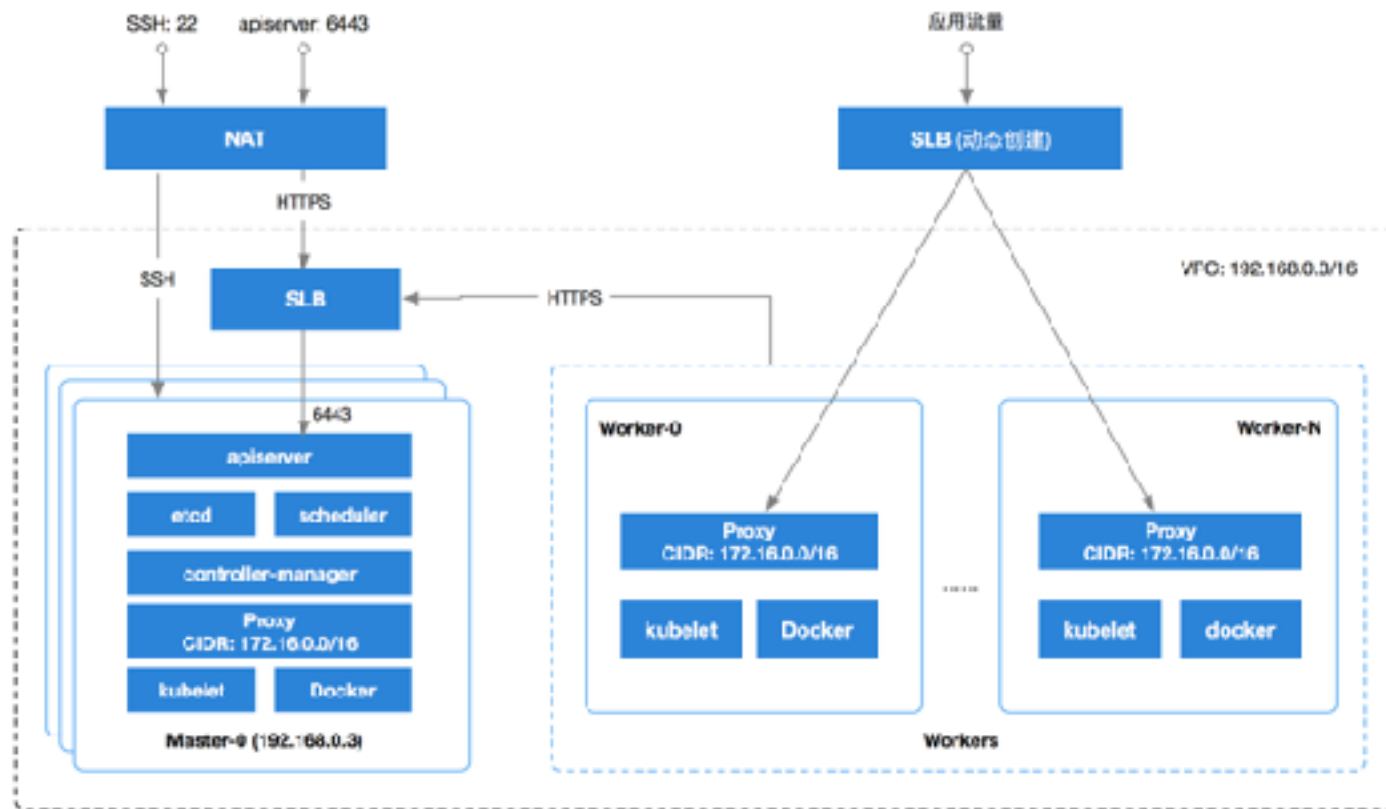 SSH: 22
apiserver: 6443
应用流量
NAT
SLB (动态创建)
HTTPS
SSH
VPC: 192.168.0.0/16
SLB
HTTPS
6443
apiserver
etcd
scheduler
controller-manager
Proxy
CIDR: 172.16.0.0/16
kubelet
Docker
Master-0 (192.168.0.3)
Worker-0
Proxy
CIDR: 172.16.0.0/16
kubelet
Docker
......
Worker-N
Proxy
CIDR: 172.16.0.0/16
kubelet
docker
Workers